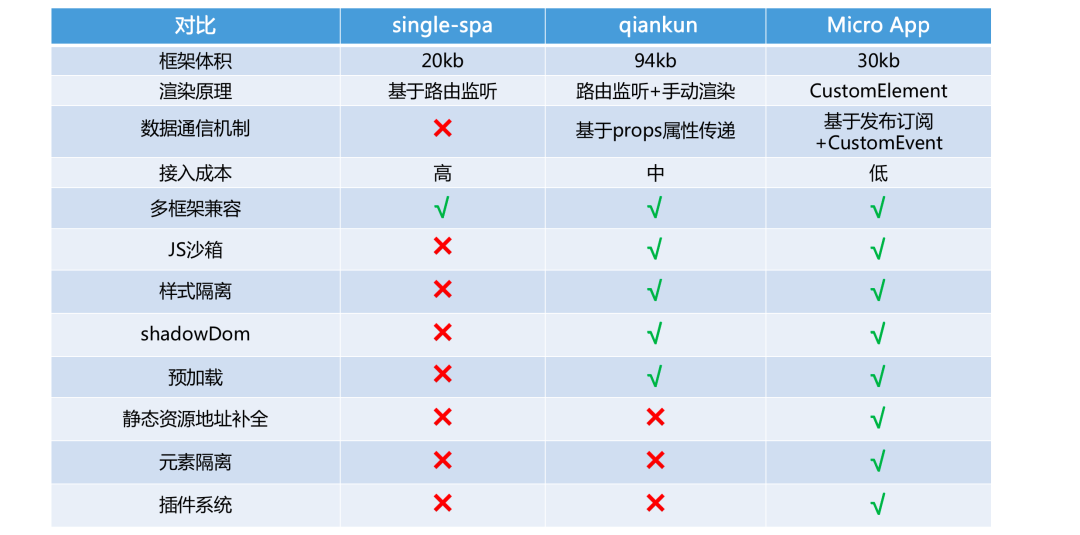 对比 single-spa qiankun Micro App
框架体积 20kb 94kb 30kb
渲染原理 基于路由监听 路由监听+手动渲染 CustomElement
数据通信机制 ❌ 基于props属性传递 基于发布订阅
+CustomEvent
接入成本 高 中 低
多框架兼容 √ √ √
JS沙箱 ❌ √ √
样式隔离 ❌ √ √
shadowDom ❌ √ √
预加载 ❌ √ √
静态资源地址补全 ❌ ❌ √
元素隔离 ❌ ❌ √
插件系统 ❌ ❌ √